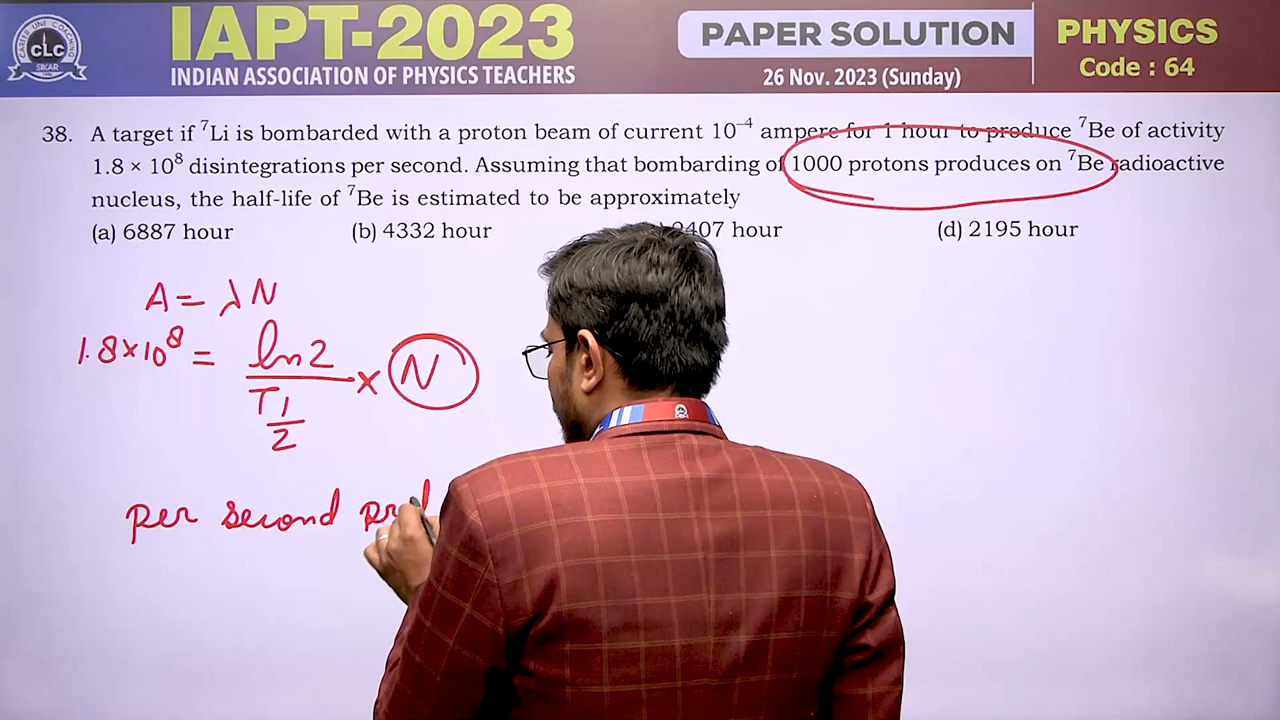 CAREER LINE COACHING
CLC
SIKAR
IAPT-2023
INDIAN ASSOCIATION OF PHYSICS TEACHERS
PAPER SOLUTION
26 Nov. 2023 (Sunday)
PHYSICS
Code : 64
38. A target if ⁷Li is bombarded with a proton beam of current 10⁻⁴ ampere for 1 hour to produce ⁷Be of activity
1.8 × 10⁸ disintegrations per second. Assuming that bombarding of 1000 protons produces on ⁷Be radioactive
nucleus, the half-life of ⁷Be is estimated to be approximately
(a) 6887 hour (b) 4332 hour 2407 hour (d) 2195 hour
A = λN
1.8×10⁸ = ln2/T1/2 × N
per second